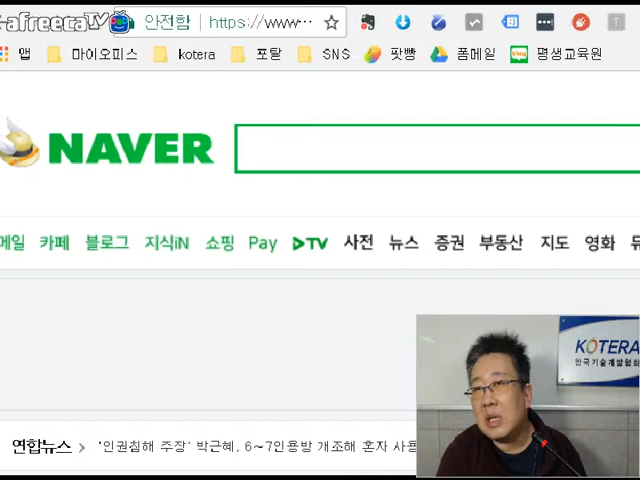 afreecaTV 안전함 https://www…
앱 마이오피스 kotera 포탈 SNS 팟빵 폼메일 평생교육원
NAVER
메일 카페 블로그 지식iN 쇼핑 Pay TV 사전 뉴스 증권 부동산 지도 영화 뮤
KOTERA
한국기술개발협회
연합뉴스 > '인권침해 주장' 박근혜, 6~7인용방 개조해 혼자 사용